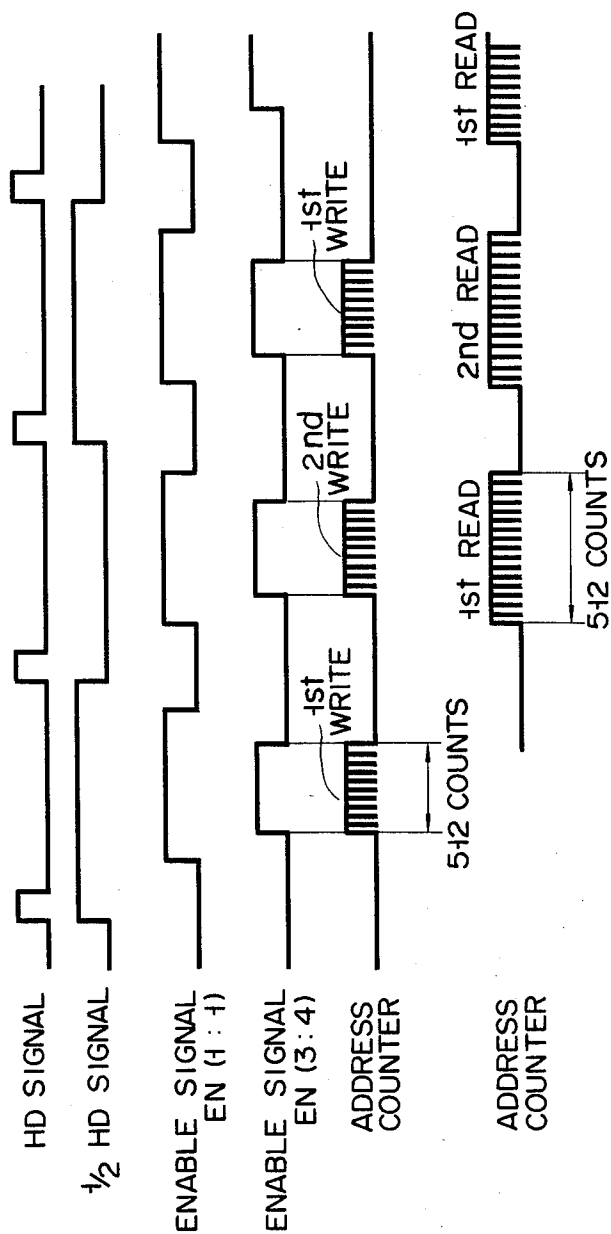 HD SIGNAL
1/2 HD SIGNAL
ENABLE SIGNAL
EN (1:1)
ENABLE SIGNAL
EN (3:4)
ADDRESS
COUNTER
1st
WRITE
2nd
WRITE
1st
WRITE
512 COUNTS
ADDRESS
COUNTER
1st READ
2nd READ
1st READ
512 COUNTS